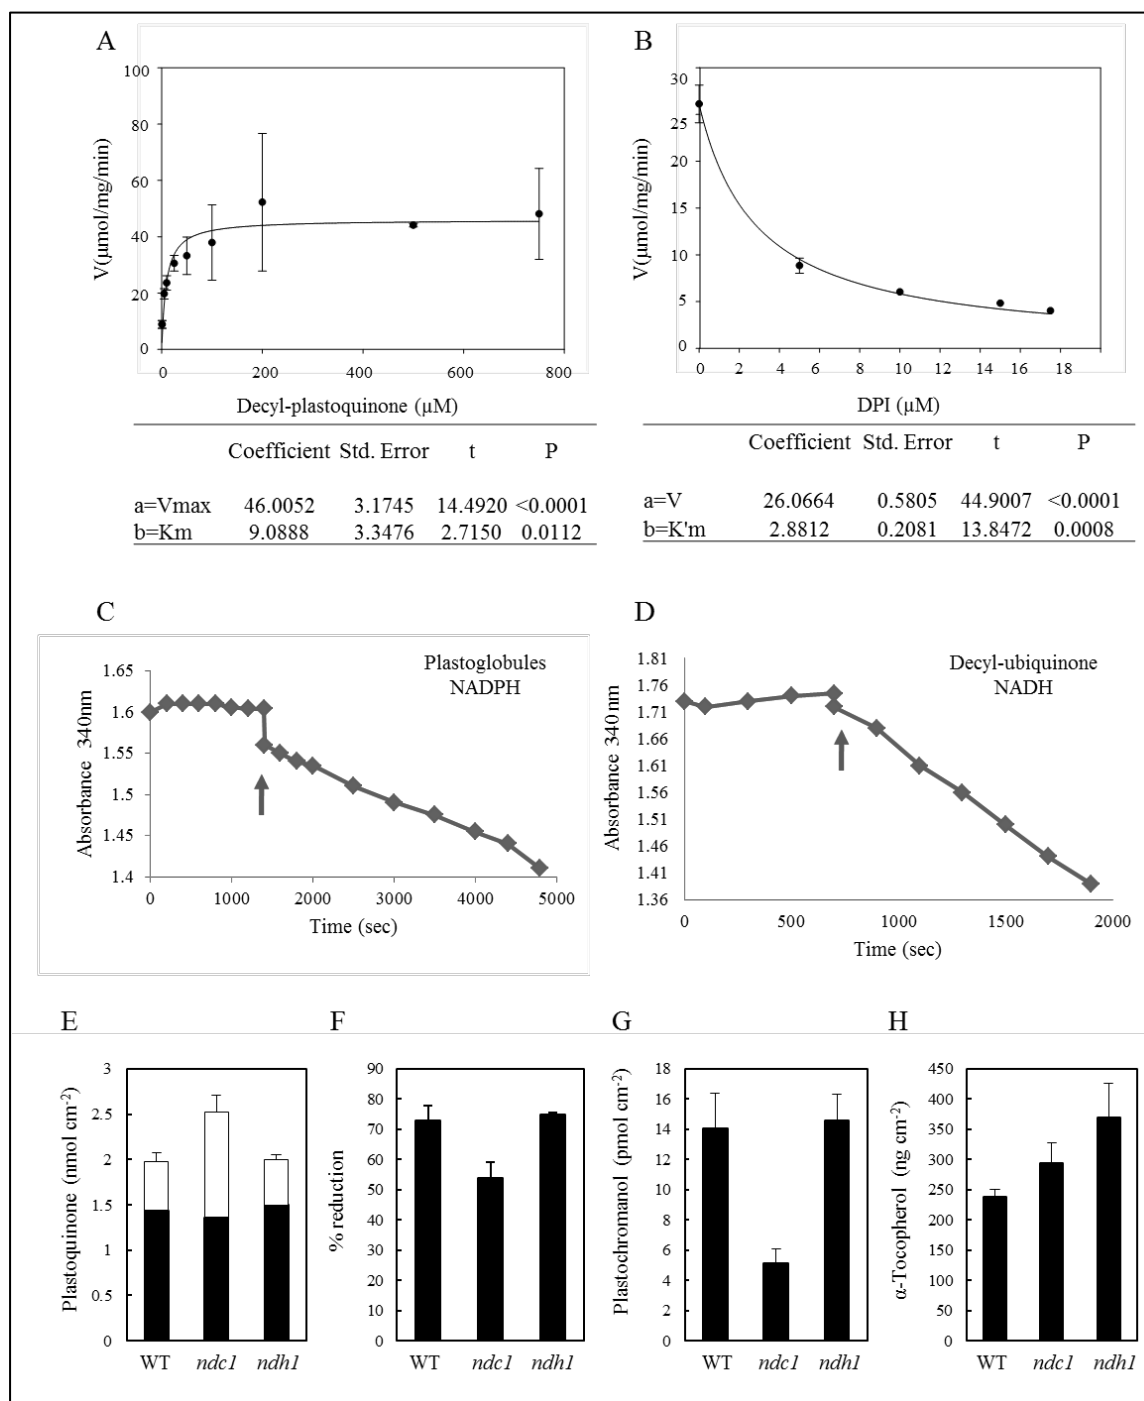 A
B
100
80
60
40
20
0
V(μmol/mg/min)
0 200 400 600 800
Decyl-plastoquinone (μM)
30
25
20
15
10
5
0
V(μmol/mg/min)
0 2 4 6 8 10 12 14 16 18
DPI (μM)
Coefficient Std. Error t P
a=Vmax 46.0052 3.1745 14.4920 <0.0001
b=Km 9.0888 3.3476 2.7150 0.0112
Coefficient Std. Error t P
a=V 26.0664 0.5805 44.9007 <0.0001
b=K'm 2.8812 0.2081 13.8472 0.0008
C
D
Plastoglobules
NADPH
1.65
1.6
1.55
1.5
1.45
1.4
Absorbance 340nm
0 1000 2000 3000 4000 5000
Time (sec)
Decyl-ubiquinone
NADH
1.81
1.76
1.71
1.66
1.61
1.56
1.51
1.46
1.41
1.36
Absorbance 340 nm
0 500 1000 1500 2000
Time (sec)
E
F
G
H
3
2.5
2
1.5
1
0.5
0
Plastoquinone (nmol cm-2)
WT ndc1 ndh1
90
80
70
60
50
40
30
20
10
0
% reduction
WT ndc1 ndh1
18
16
14
12
10
8
6
4
2
0
Plastochromanol (pmol cm-2)
WT ndc1 ndh1
450
400
350
300
250
200
150
100
50
0
α-Tocopherol (ng cm-2)
WT ndc1 ndh1